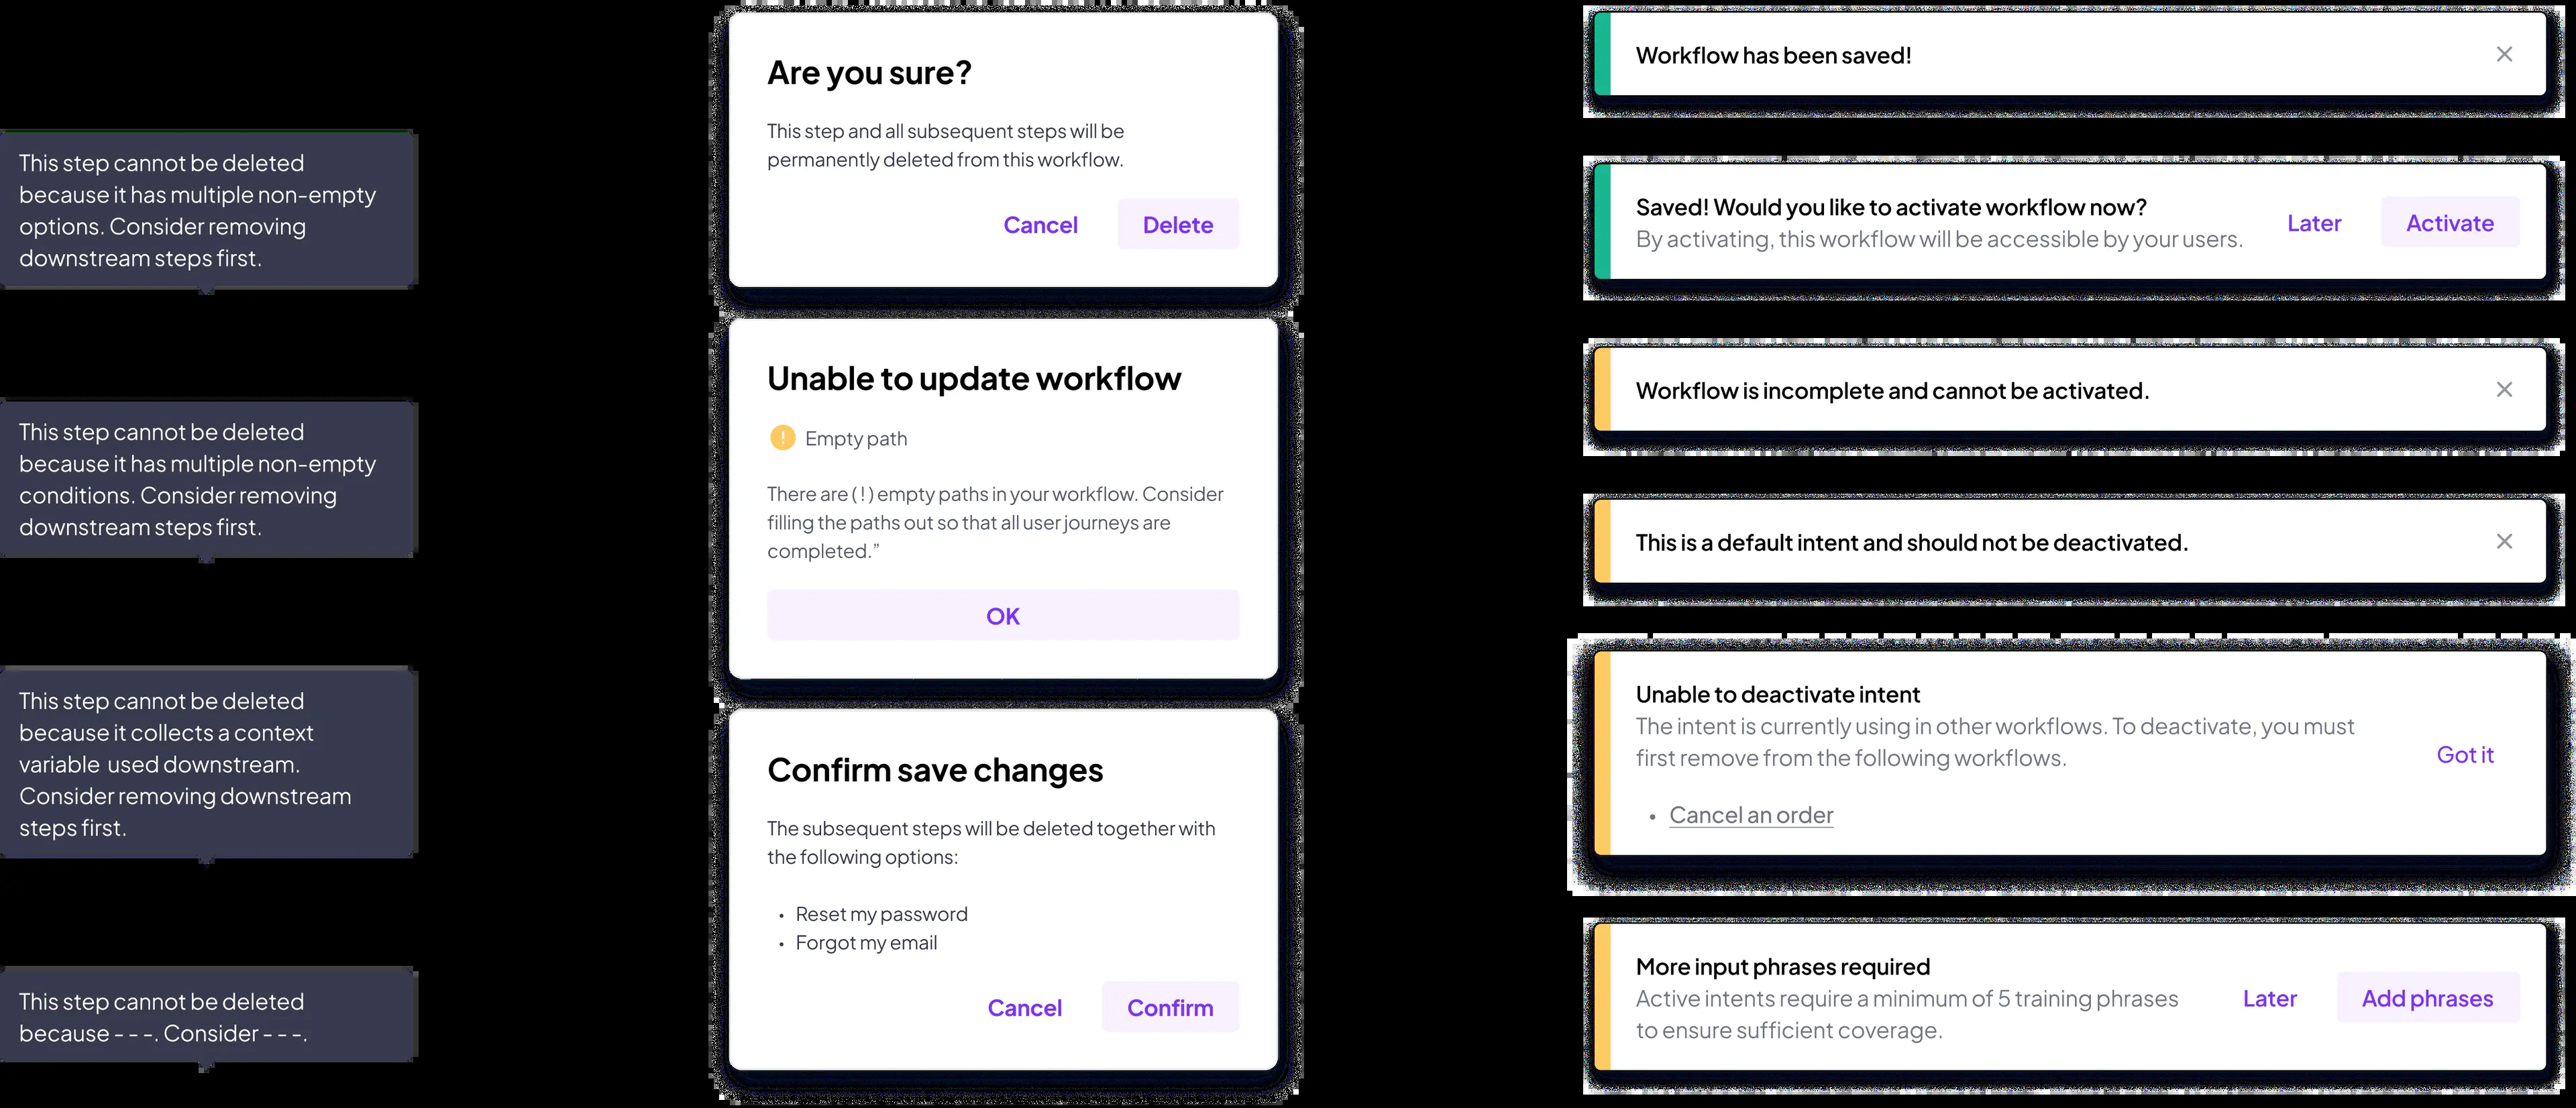 This step cannot be deleted
because it has multiple non-empty
options. Consider removing
downstream steps first.
This step cannot be deleted
because it has multiple non-empty
conditions. Consider removing
downstream steps first.
This step cannot be deleted
because it collects a context
variable used downstream.
Consider removing downstream
steps first.
This step cannot be deleted
because - - -. Consider - - -.
Are you sure?
This step and all subsequent steps will be
permanently deleted from this workflow.
Cancel Delete
Unable to update workflow
! Empty path
There are ( ! ) empty paths in your workflow. Consider
filling the paths out so that all user journeys are
completed.”
OK
Confirm save changes
The subsequent steps will be deleted together with
the following options:
• Reset my password
• Forgot my email
Cancel Confirm
Workflow has been saved!
Saved! Would you like to activate workflow now?
By activating, this workflow will be accessible by your users.
Later Activate
Workflow is incomplete and cannot be activated.
This is a default intent and should not be deactivated.
Unable to deactivate intent
The intent is currently using in other workflows. To deactivate, you must
first remove from the following workflows.
• Cancel an order
Got it
More input phrases required
Active intents require a minimum of 5 training phrases
to ensure sufficient coverage.
Later Add phrases